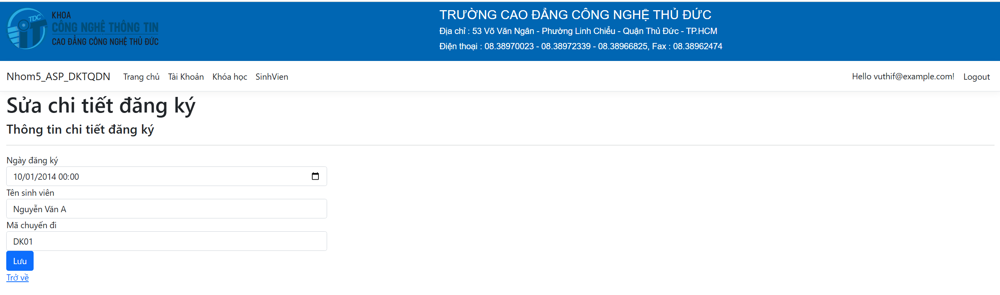 TDC
iT
KHOA
CÔNG NGHỆ THÔNG TIN
CAO ĐẲNG CÔNG NGHỆ THỦ ĐỨC
TRƯỜNG CAO ĐẲNG CÔNG NGHỆ THỦ ĐỨC
Địa chỉ : 53 Võ Văn Ngân - Phường Linh Chiểu - Quận Thủ Đức - TP.HCM
Điện thoại : 08.38970023 - 08.38972339 - 08.38966825, Fax : 08.38962474
Nhom5_ASP_DKTQDN Trang chủ Tài Khoản Khóa học SinhVien Hello vuthif@example.com! Logout
Sửa chi tiết đăng ký
Thông tin chi tiết đăng ký
Ngày đăng ký
10/01/2014 00:00
Tên sinh viên
Nguyễn Văn A
Mã chuyến đi
DK01
Lưu
Trở về